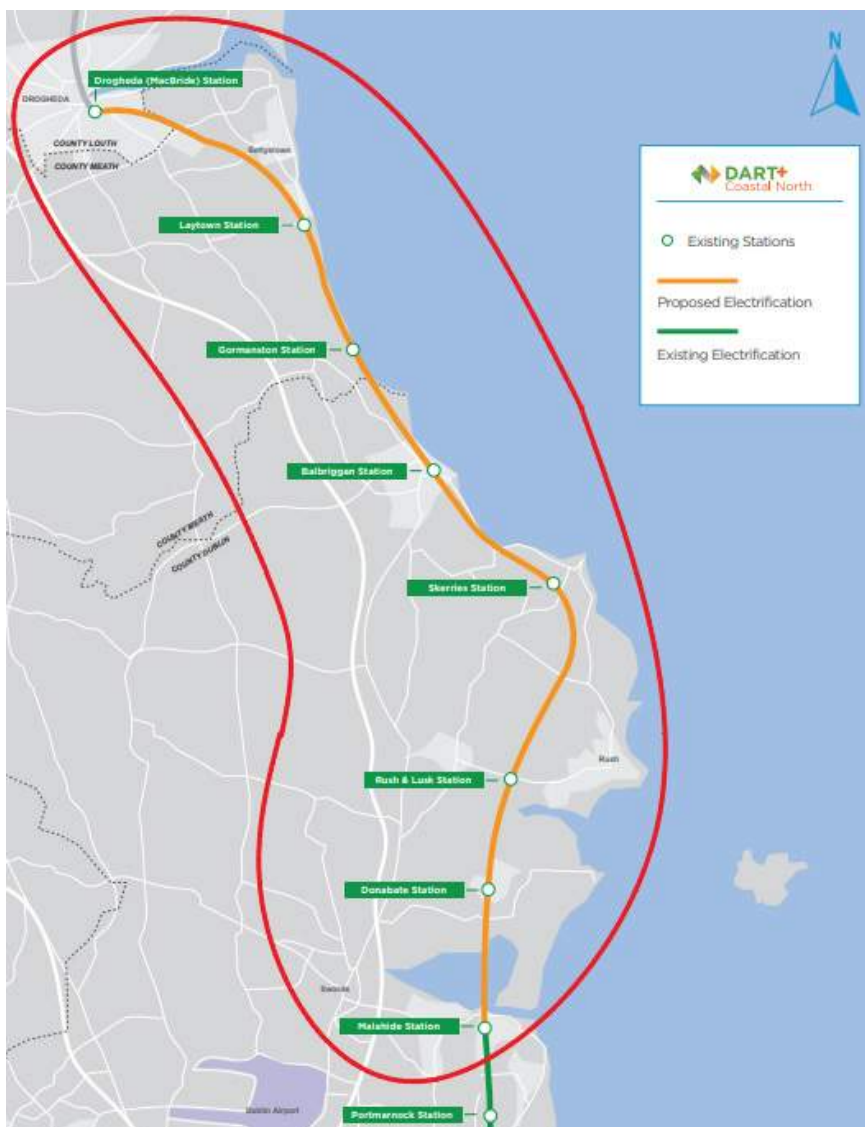 N
Drogheda (MacBride) Station
DROGHEDA
COUNTY LOUTH
COUNTY MEATH
Bettystown
DART+
Coastal North
Existing Stations
Proposed Electrification
Existing Electrification
Laytown Station
Gormanston Station
Balbriggan Station
COUNTY MEATH
COUNTY DUBLIN
Skerries Station
Rush
Rush & Lusk Station
Donabate Station
Swords
Malahide Station
Dublin Airport
Portmarnock Station